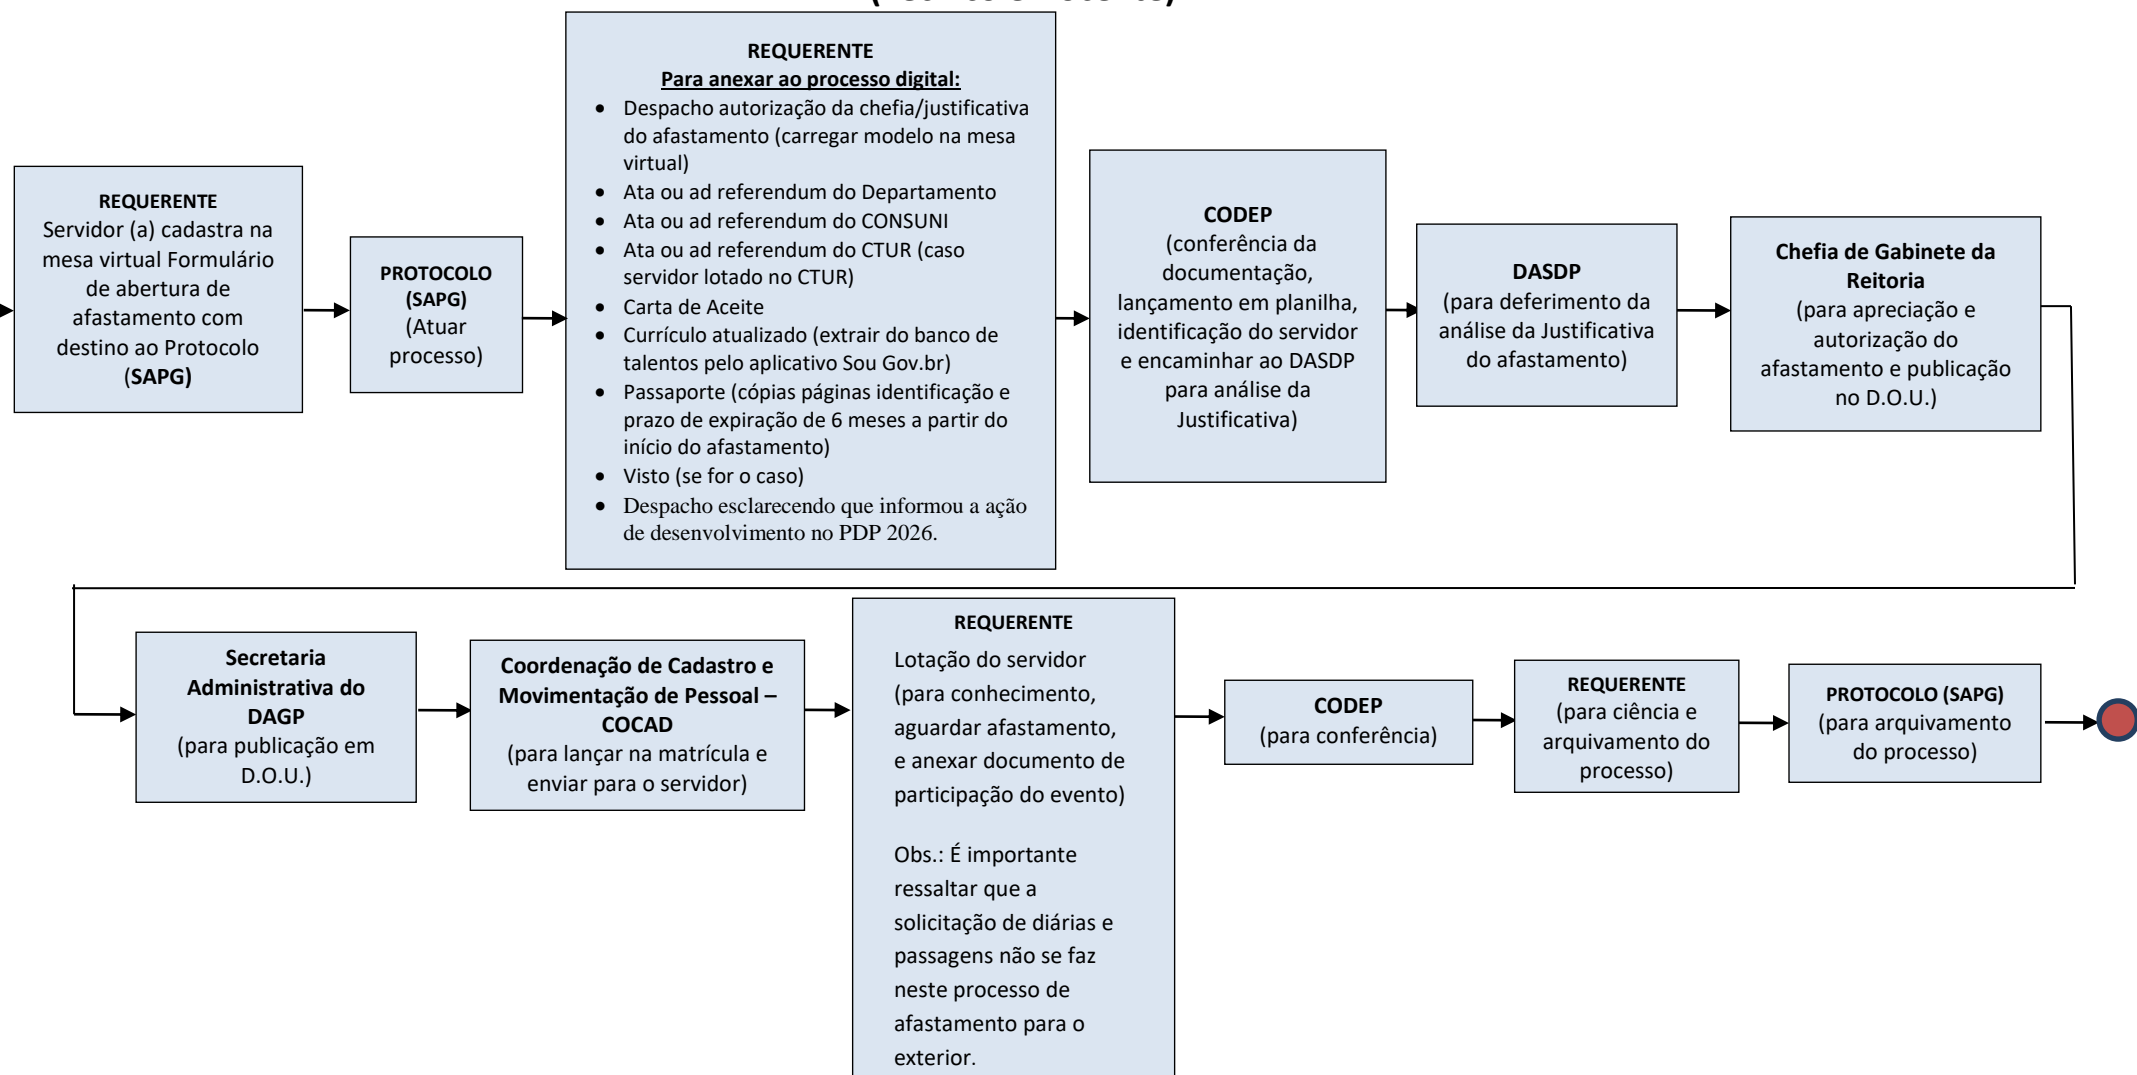 REQUERENTE
Servidor (a) cadastra na
mesa virtual Formulário
de abertura de
afastamento com
destino ao Protocolo
(SAPG)
PROTOCOLO
(SAPG)
(Atuar
processo)
REQUERENTE
Para anexar ao processo digital:
• Despacho autorização da chefia/justificativa
do afastamento (carregar modelo na mesa
virtual)
• Ata ou ad referendum do Departamento
• Ata ou ad referendum do CONSUNI
• Ata ou ad referendum do CTUR (caso
servidor lotado no CTUR)
• Carta de Aceite
• Currículo atualizado (extrair do banco de
talentos pelo aplicativo Sou Gov.br)
• Passaporte (cópias páginas identificação e
prazo de expiração de 6 meses a partir do
início do afastamento)
• Visto (se for o caso)
• Despacho esclarecendo que informou a ação
de desenvolvimento no PDP 2026.
CODEP
(conferência da
documentação,
lançamento em planilha,
identificação do servidor
e encaminhar ao DASDP
para análise da
Justificativa)
DASDP
(para deferimento da
análise da Justificativa
do afastamento)
Chefia de Gabinete da
Reitoria
(para apreciação e
autorização do
afastamento e publicação
no D.O.U.)
Secretaria
Administrativa do
DAGP
(para publicação em
D.O.U.)
Coordenação de Cadastro e
Movimentação de Pessoal –
COCAD
(para lançar na matrícula e
enviar para o servidor)
REQUERENTE
Lotação do servidor
(para conhecimento,
aguardar afastamento,
e anexar documento de
participação do evento)
Obs.: É importante
ressaltar que a
solicitação de diárias e
passagens não se faz
neste processo de
afastamento para o
exterior.
CODEP
(para conferência)
REQUERENTE
(para ciência e
arquivamento do
processo)
PROTOCOLO (SAPG)
(para arquivamento
do processo)